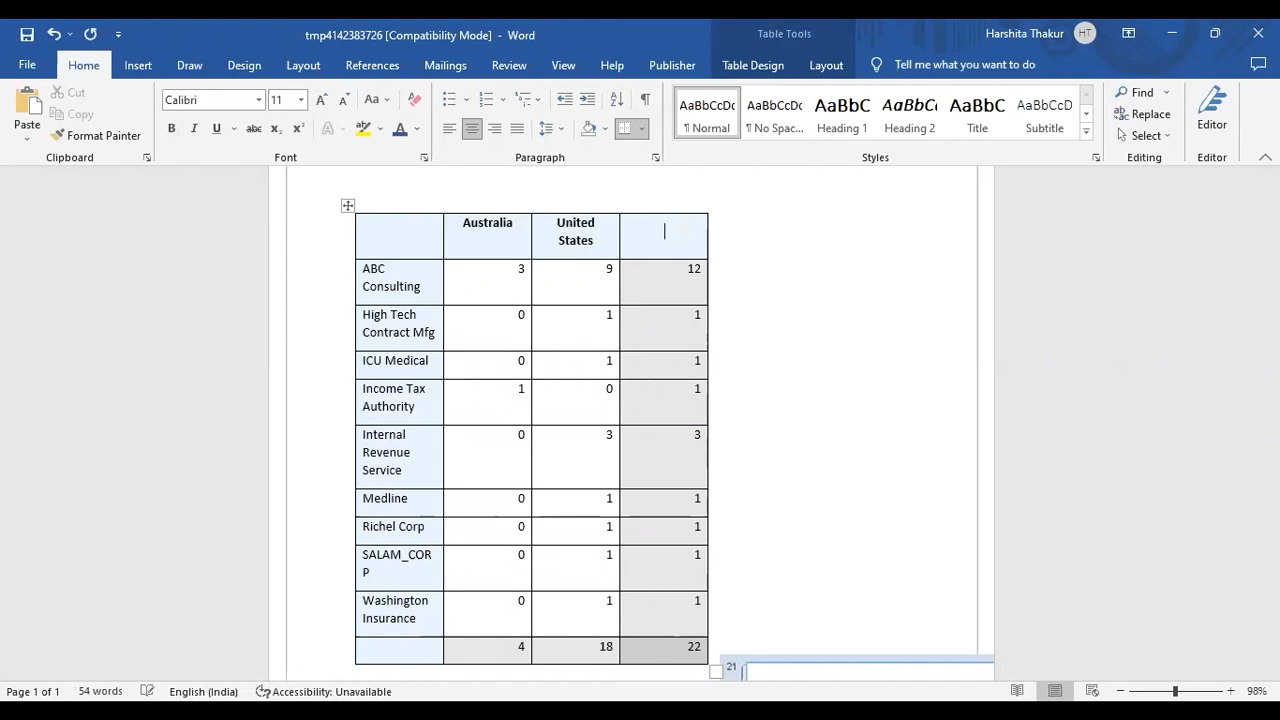 tmp4142383726 [Compatibility Mode] - Word
Table Tools
Harshita Thakur HT
File Home Insert Draw Design Layout References Mailings Review View Help Publisher Table Design Layout Tell me what you want to do
Paste
Cut
Copy
Format Painter
Clipboard
Calibri 11 A A Aa A
B I U abc x2 x2 A A
Font
Paragraph
AaBbCcDc AaBbCcDc AaBbC AaBbCc AaBbC AaBbCcD
¶ Normal ¶ No Spac... Heading 1 Heading 2 Title Subtitle
Styles
Find
Replace
Select
Editing
Editor
Editor
Australia United States
ABC Consulting 3 9 12
High Tech Contract Mfg 0 1 1
ICU Medical 0 1 1
Income Tax Authority 1 0 1
Internal Revenue Service 0 3 3
Medline 0 1 1
Richel Corp 0 1 1
SALAM_CORP 0 1 1
Washington Insurance 0 1 1
4 18 22
21
Page 1 of 1 54 words English (India) Accessibility: Unavailable 98%